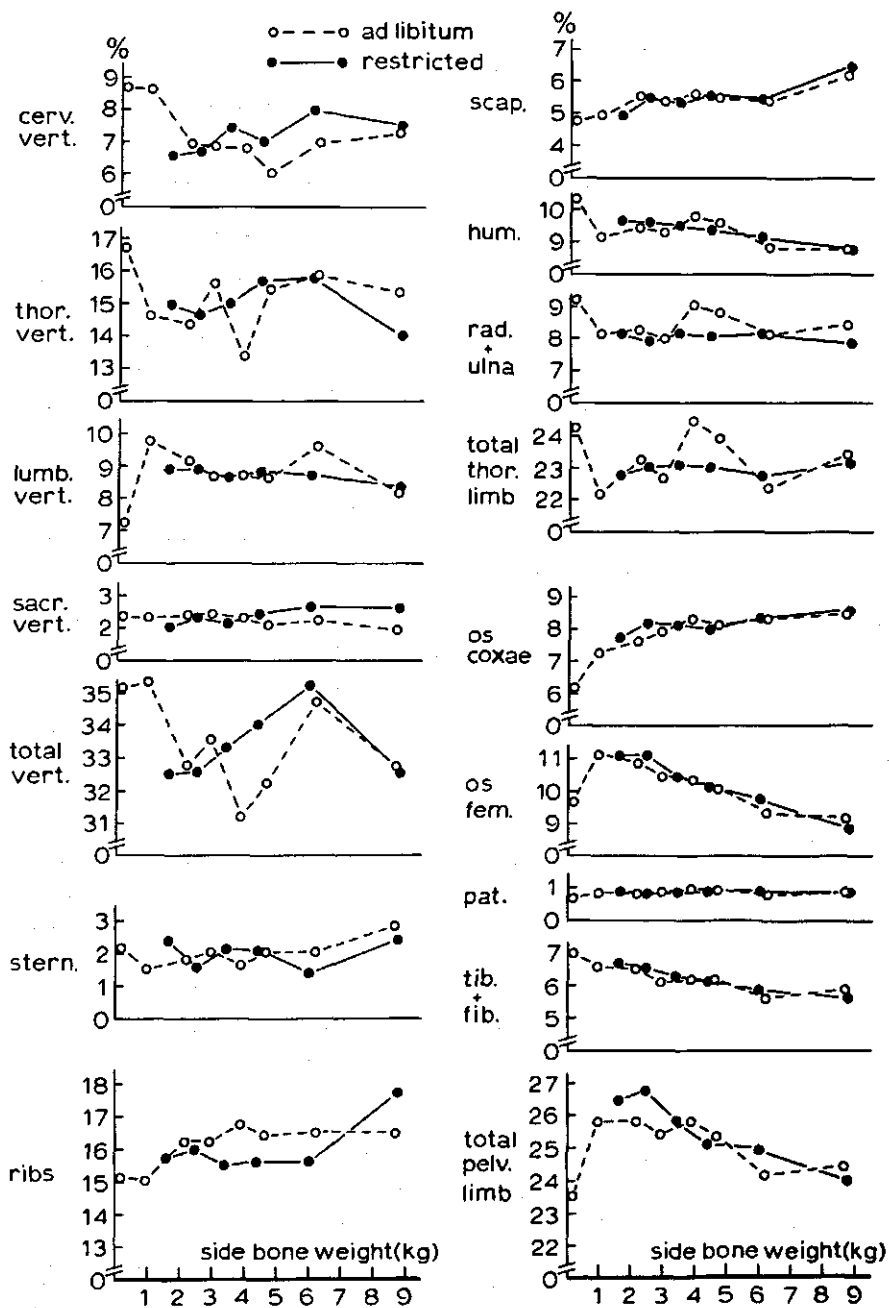 %
ad libitum
restricted
cerv.
vert.
9
8
7
6
0
thor.
vert.
17
16
15
14
13
0
lumb.
vert.
10
9
8
7
0
sacr.
vert.
3
2
0
total
vert.
35
34
33
32
31
0
stern.
3
2
1
0
ribs
18
17
16
15
14
13
0
side bone weight(kg)
1 2 3 4 5 6 7 8 9
%
scap.
7
6
5
4
0
hum.
10
9
0
rad.
+
ulna
9
8
7
0
total
thor.
limb
24
23
22
0
os
coxae
9
8
7
6
0
os
fem.
11
10
9
0
pat.
1
0
tib.
+
fib.
7
6
5
0
total
pelv.
limb
27
26
25
24
23
22
0
side bone weight(kg)
1 2 3 4 5 6 7 8 9